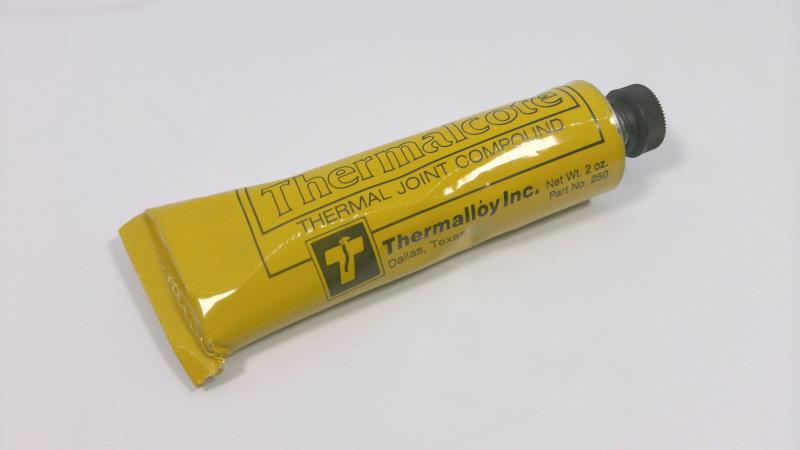 Thermalcote
THERMAL JOINT COMPOUND
T
Thermalloy Inc.
Dallas, Texas
Net Wt. 2 oz.
Part No. 250